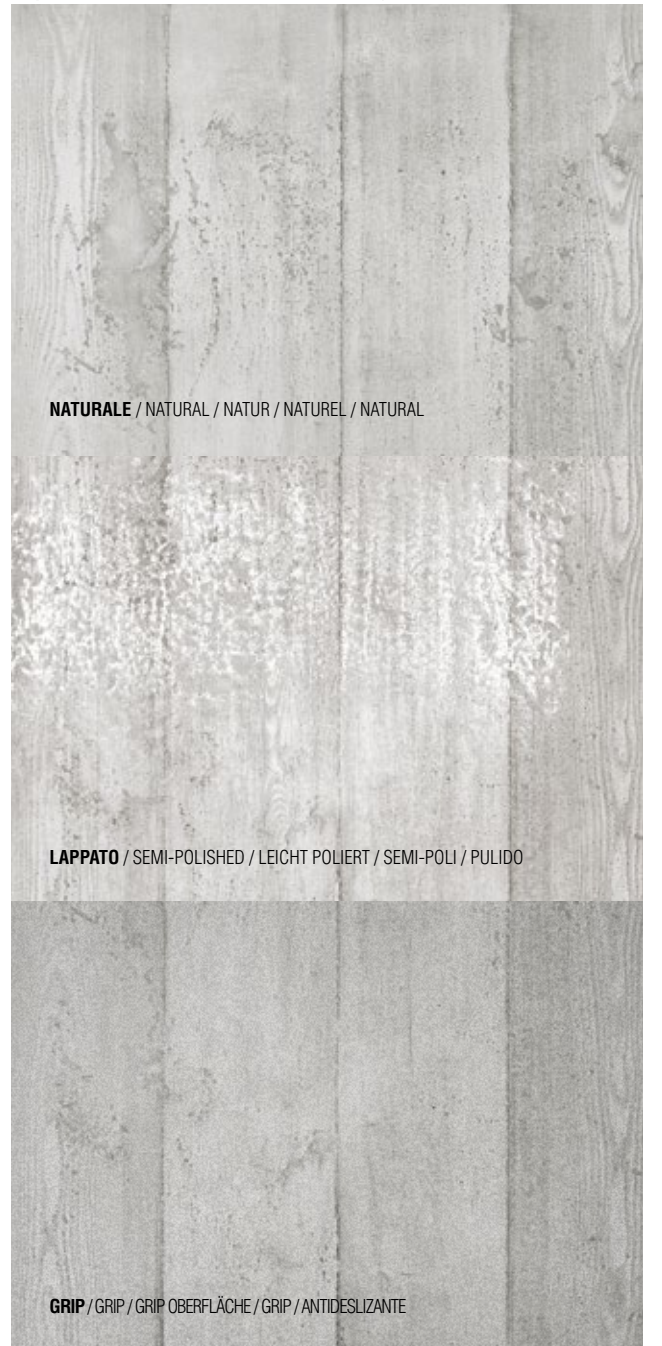 NATURALE / NATURAL / NATUR / NATUREL / NATURAL
LAPPATO / SEMI-POLISHED / LEICHT POLIERT / SEMI-POLI / PULIDO
GRIP / GRIP / GRIP OBERFLÄCHE / GRIP / ANTIDESLIZANTE